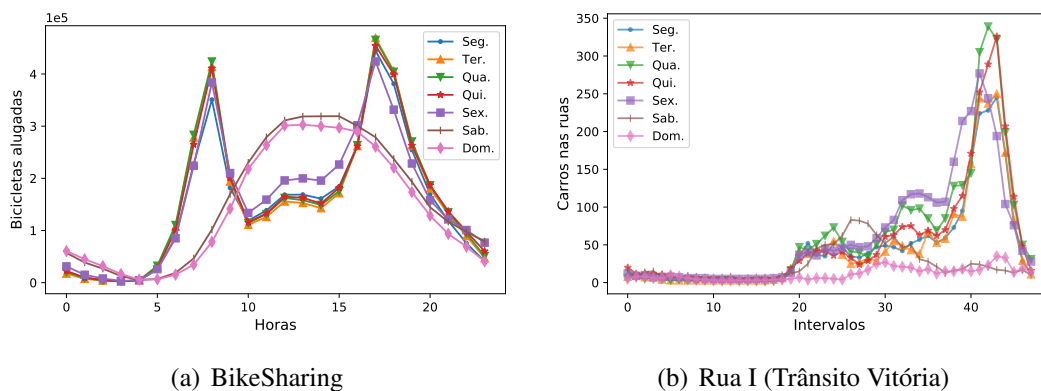 1e5
Bicicletas alugadas
4
3
2
1
0
0 5 10 15 20
Horas
Seg.
Ter.
Qua.
Qui.
Sex.
Sab.
Dom.
(a) BikeSharing
Carros nas ruas
350
300
250
200
150
100
50
0
0 10 20 30 40
Intervalos
Seg.
Ter.
Qua.
Qui.
Sex.
Sab.
Dom.
(b) Rua I (Trânsito Vitória)